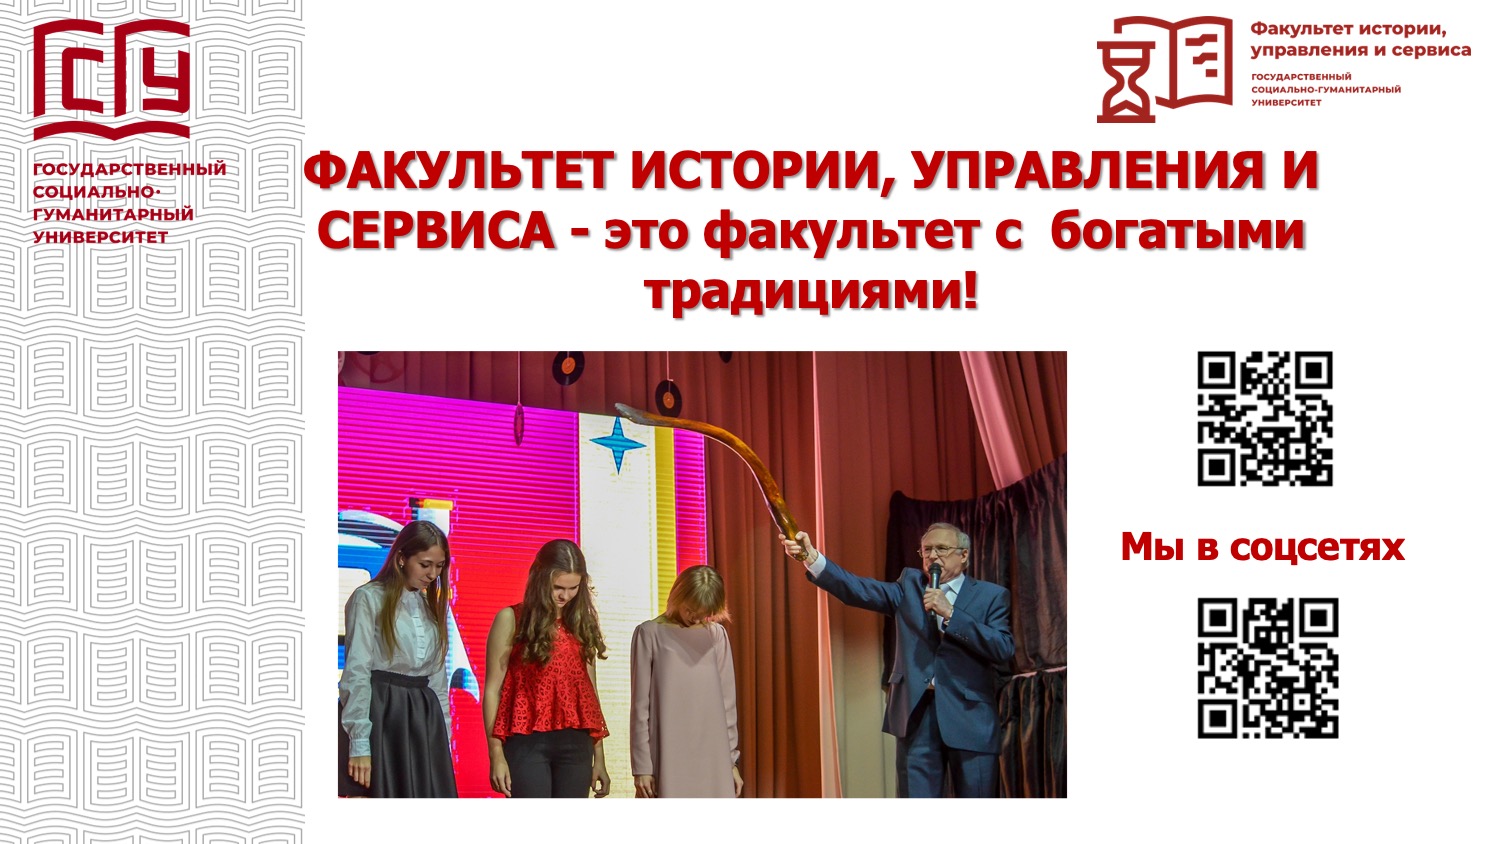 ГСГУ
ГОСУДАРСТВЕННЫЙ
СОЦИАЛЬНО-
ГУМАНИТАРНЫЙ
УНИВЕРСИТЕТ
Факультет истории,
управления и сервиса
ГОСУДАРСТВЕННЫЙ
СОЦИАЛЬНО-ГУМАНИТАРНЫЙ
УНИВЕРСИТЕТ
ФАКУЛЬТЕТ ИСТОРИИ, УПРАВЛЕНИЯ И
СЕРВИСА - это факультет с богатыми
традициями!
Мы в соцсетях